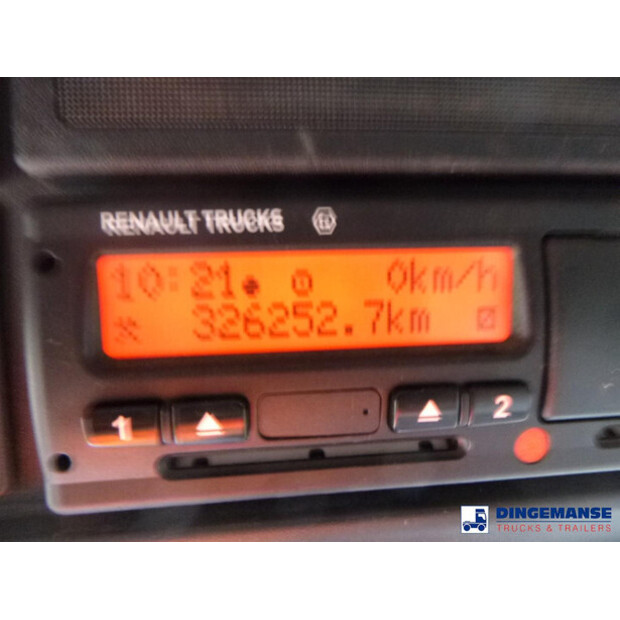 RENAULT TRUCKS
10:21 0km/h
326252.7km
1 2
DINGEMANSE
TRUCKS & TRAILERS